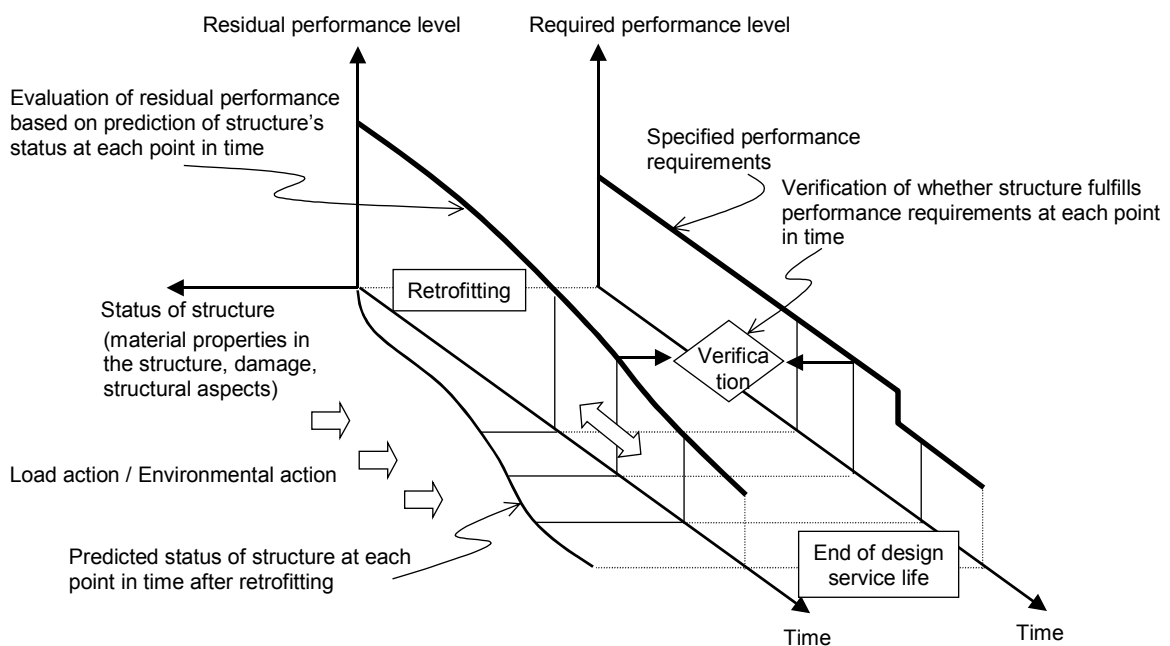 Residual performance level
Required performance level
Evaluation of residual performance
based on prediction of structure's
status at each point in time
Specified performance
requirements
Verification of whether structure fulfills
performance requirements at each point
in time
Retrofitting
Status of structure
(material properties in
the structure, damage,
structural aspects)
Verifica
tion
Load action / Environmental action
Predicted status of structure at each
point in time after retrofitting
End of design
service life
Time
Time